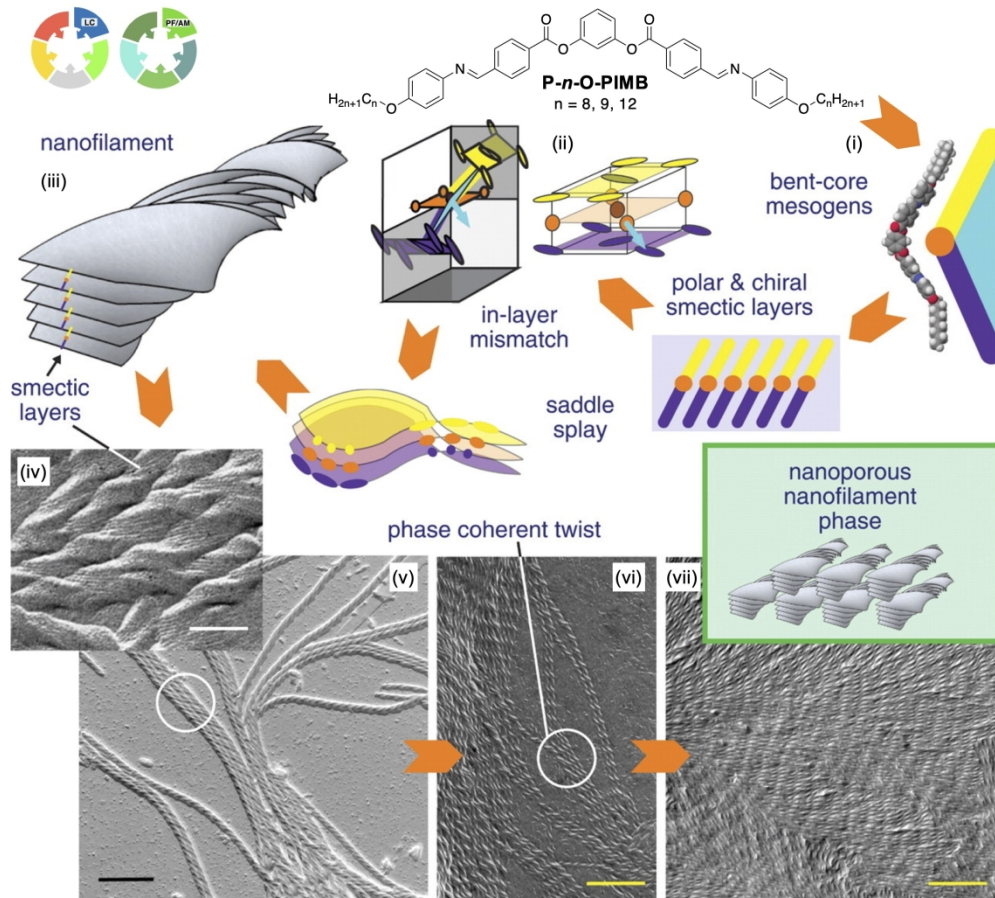 LC
PF/AM
O
O
O
O
N
N
H2n+1Cn
O
P-n-O-PIMB
n = 8, 9, 12
O
CnH2n+1
nanofilament
(iii)
(ii)
(i)
bent-core
mesogens
in-layer
mismatch
polar & chiral
smectic layers
smectic
layers
saddle
splay
(iv)
phase coherent twist
nanoporous
nanofilament
phase
(v)
(vi)
(vii)